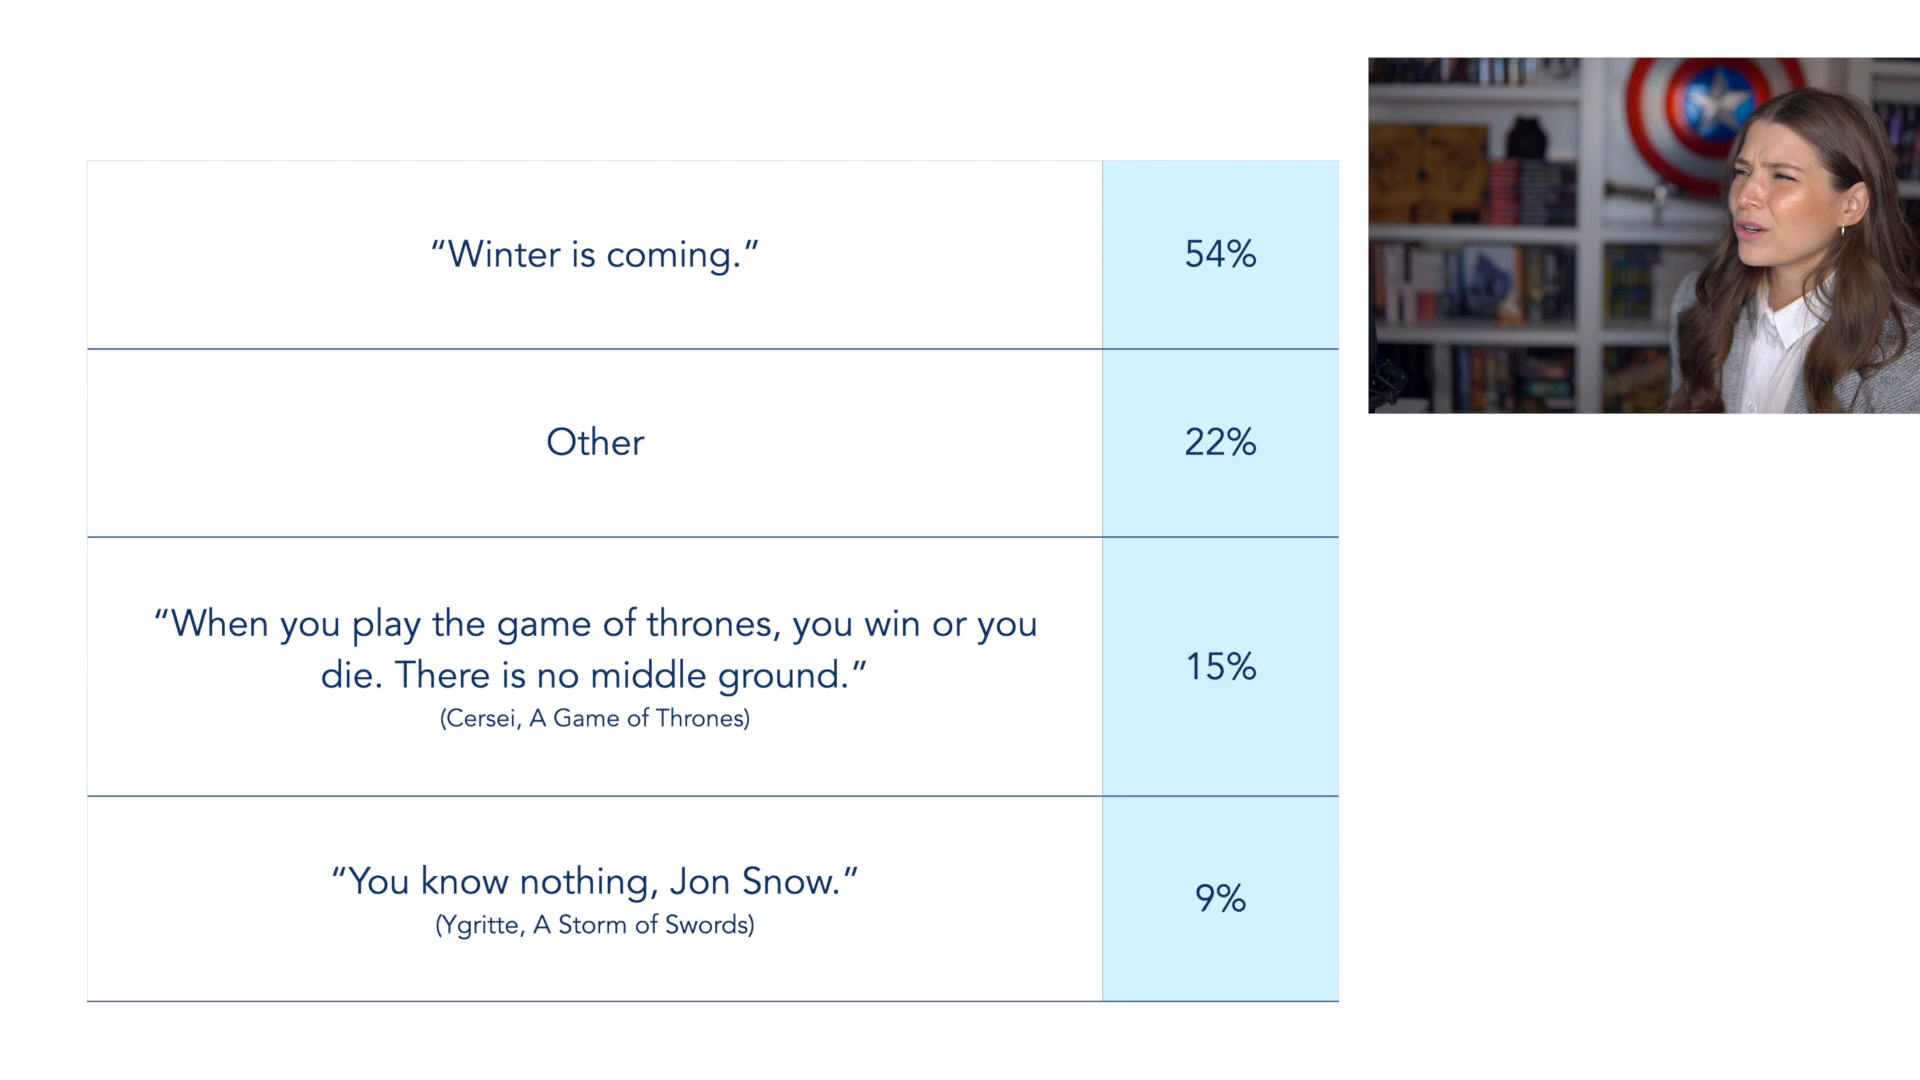 “Winter is coming.”
54%
Other
22%
“When you play the game of thrones, you win or you
die. There is no middle ground.”
(Cersei, A Game of Thrones)
15%
“You know nothing, Jon Snow.”
(Ygritte, A Storm of Swords)
9%